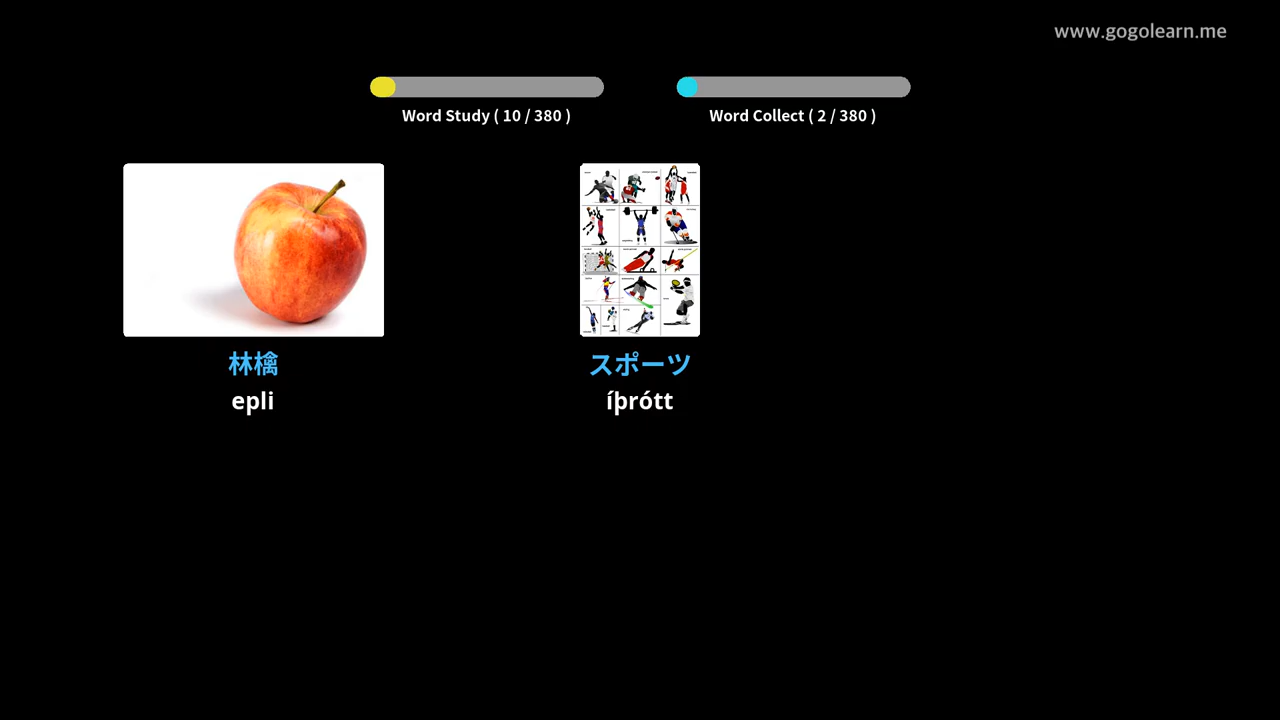 www.gogolearn.me
Word Study ( 10 / 380 )
Word Collect ( 2 / 380 )
林檎
epli
スポーツ
íþrótt